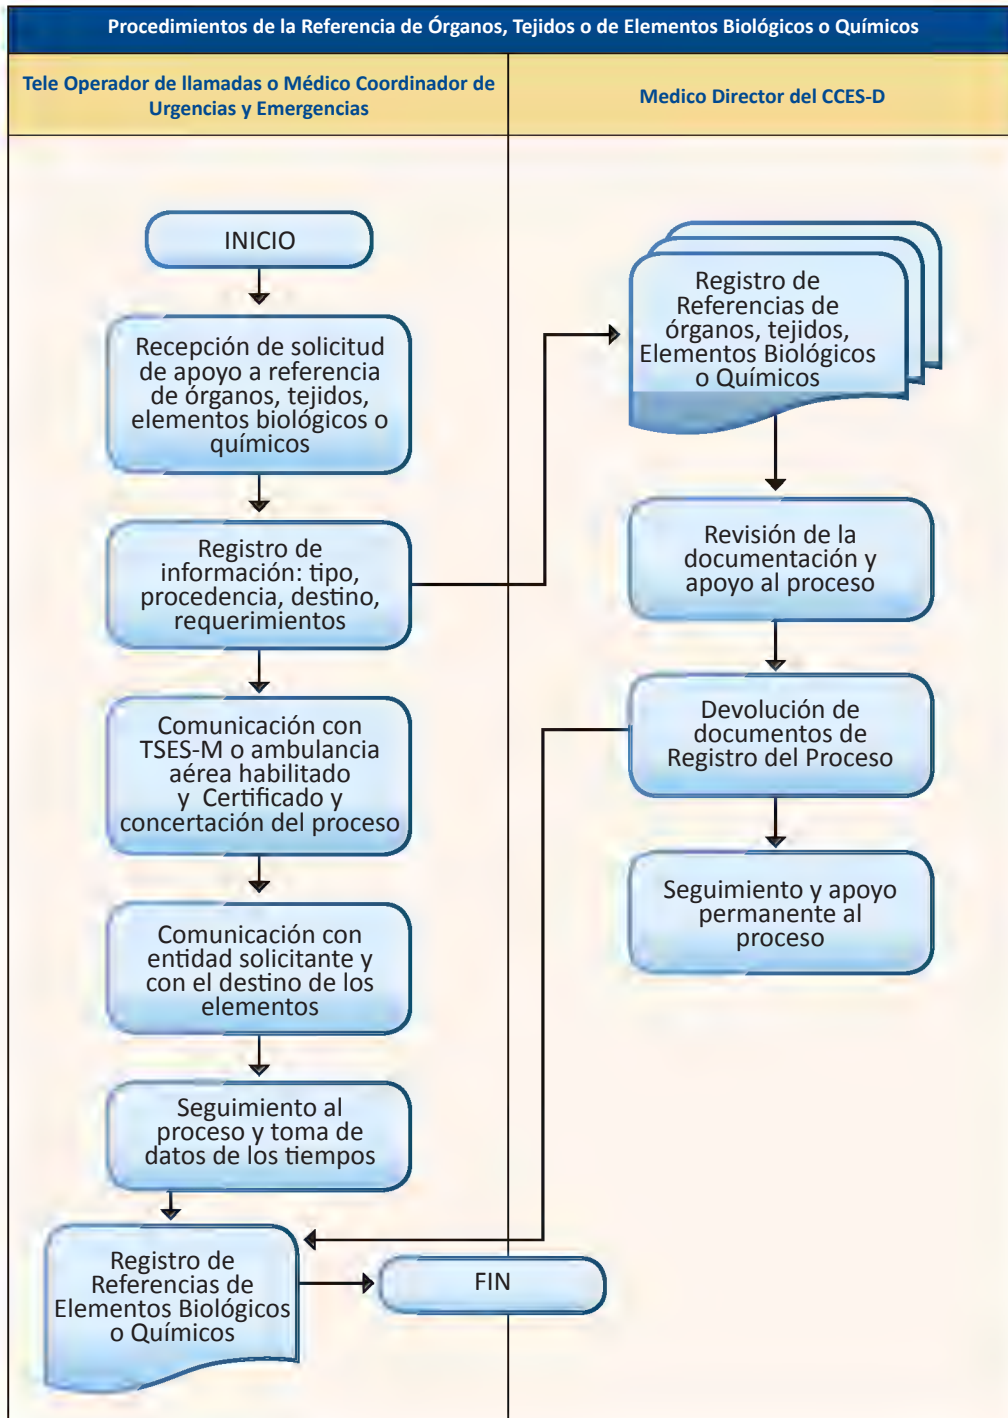 Procedimientos de la Referencia de Órganos, Tejidos o de Elementos Biológicos o Químicos
Tele Operador de llamadas o Médico Coordinador de
Urgencias y Emergencias
Medico Director del CCES-D
INICIO
Recepción de solicitud
de apoyo a referencia
de órganos, tejidos,
elementos biológicos o
químicos
Registro de
información: tipo,
procedencia, destino,
requerimientos
Comunicación con
TSES-M o ambulancia
aérea habilitado
y Certificado y
concertación del proceso
Comunicación con
entidad solicitante y
con el destino de los
elementos
Seguimiento al
proceso y toma de
datos de los tiempos
Registro de
Referencias de
Elementos Biológicos
o Químicos
FIN
Registro de
Referencias de
órganos, tejidos,
Elementos Biológicos
o Químicos
Revisión de la
documentación y
apoyo al proceso
Devolución de
documentos de
Registro del Proceso
Seguimiento y apoyo
permanente al
proceso